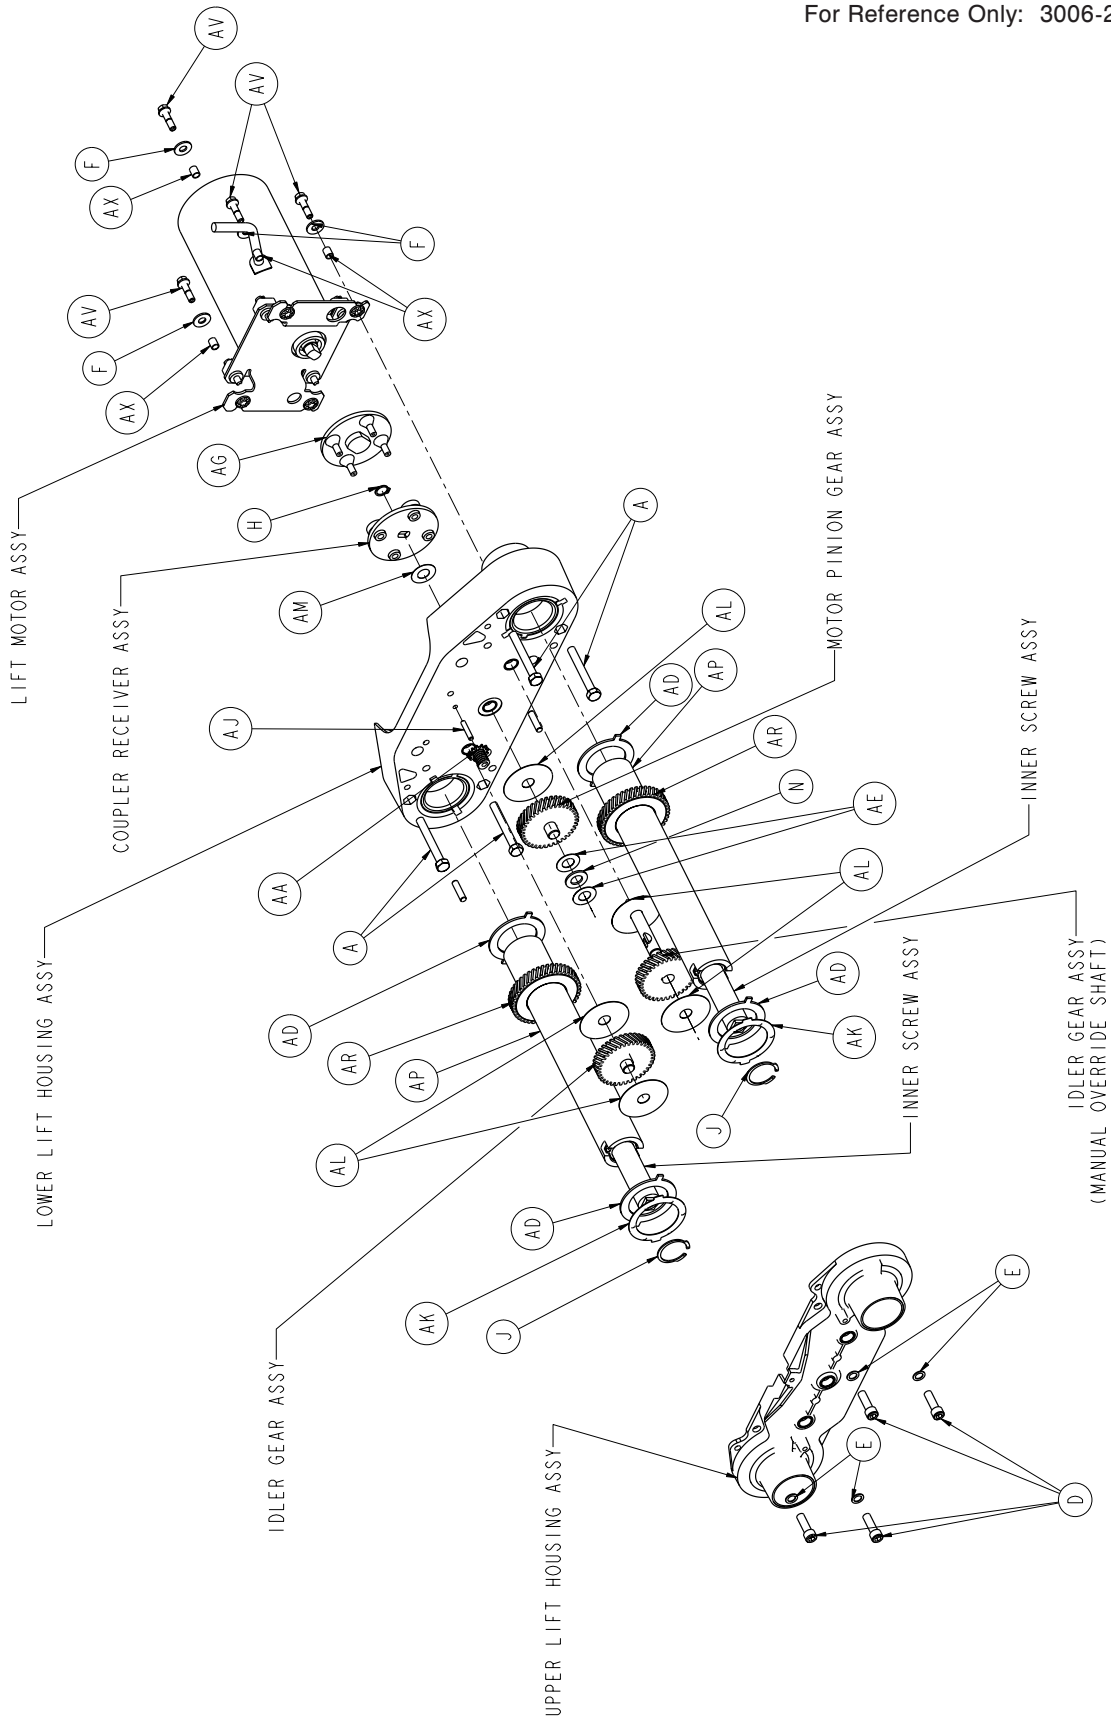 For Reference Only: 3006-2
LIFT MOTOR ASSY
COUPLER RECEIVER ASSY
LOWER LIFT HOUSING ASSY
IDLER GEAR ASSY
UPPER LIFT HOUSING ASSY
MOTOR PINION GEAR ASSY
INNER SCREW ASSY
INNER SCREW ASSY
IDLER GEAR ASSY
(MANUAL OVERRIDE SHAFT)
AV
AV
F
AX
AV
F
F
AX
AX
AG
H
A
AM
AL
AP
AJ
AD
AR
N
AE
AA
A
AL
AD
AD
AR
AP
AK
AL
J
AD
AK
J
E
E
D